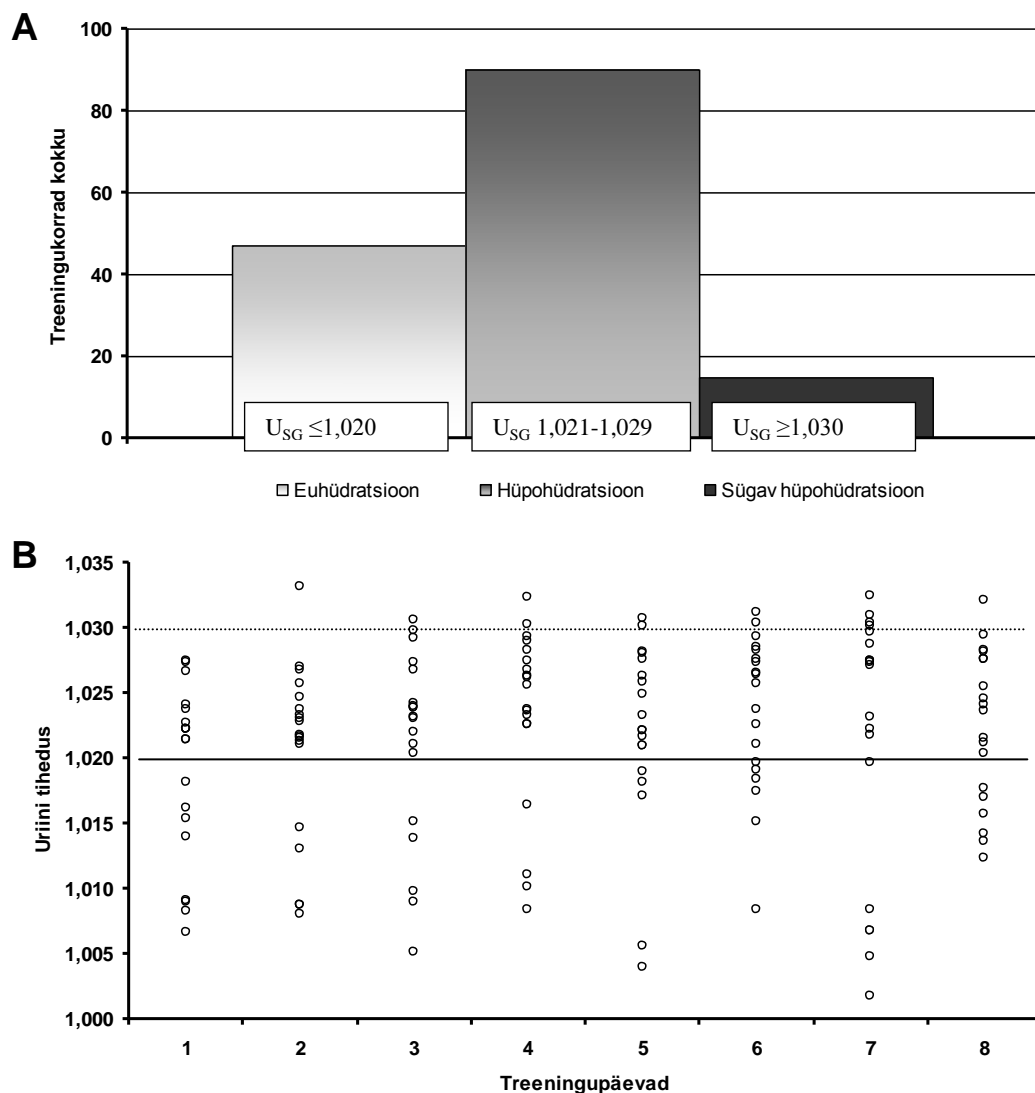 A
Treeningukorrad kokku
100
80
60
40
20
0
U_SG ≤1,020
U_SG 1,021-1,029
U_SG ≥1,030
Euhüdratsioon
Hüpohüdratsioon
Sügav hüpohüdratsioon
B
Uriini tihedus
1,035
1,030
1,025
1,020
1,015
1,010
1,005
1,000
1 2 3 4 5 6 7 8
Treeningupäevad